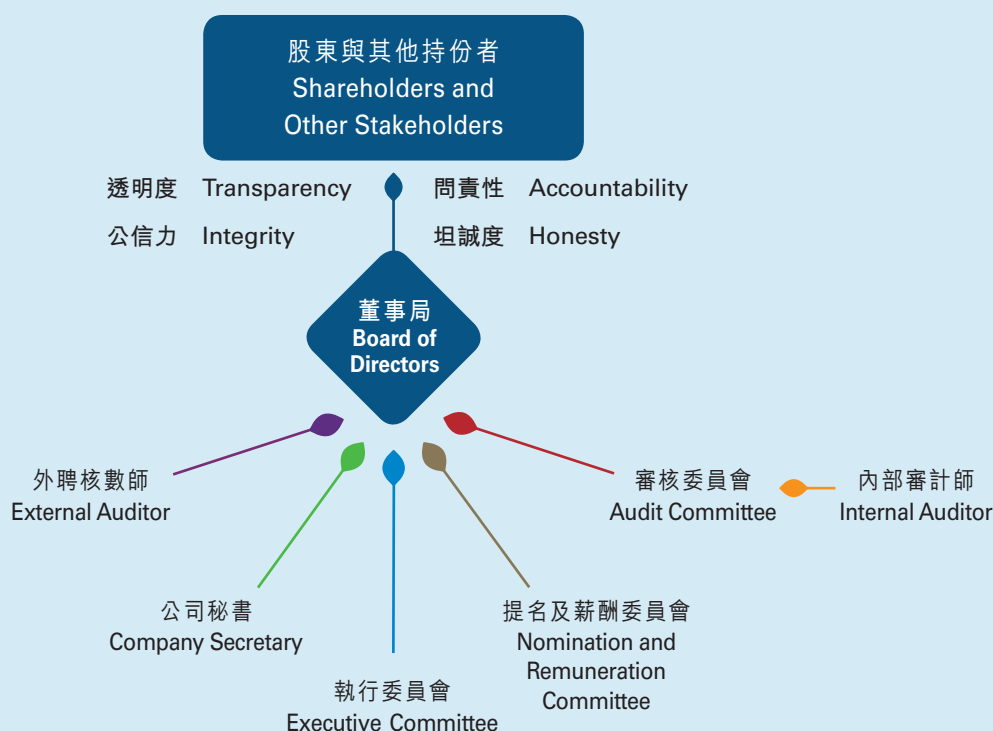 股東與其他持份者
Shareholders and
Other Stakeholders
透明度 Transparency 問責性 Accountability
公信力 Integrity 坦誠度 Honesty
董事局
Board of
Directors
外聘核數師
External Auditor
審核委員會
Audit Committee
內部審計師
Internal Auditor
公司秘書
Company Secretary
提名及薪酬委員會
Nomination and
Remuneration
Committee
執行委員會
Executive Committee